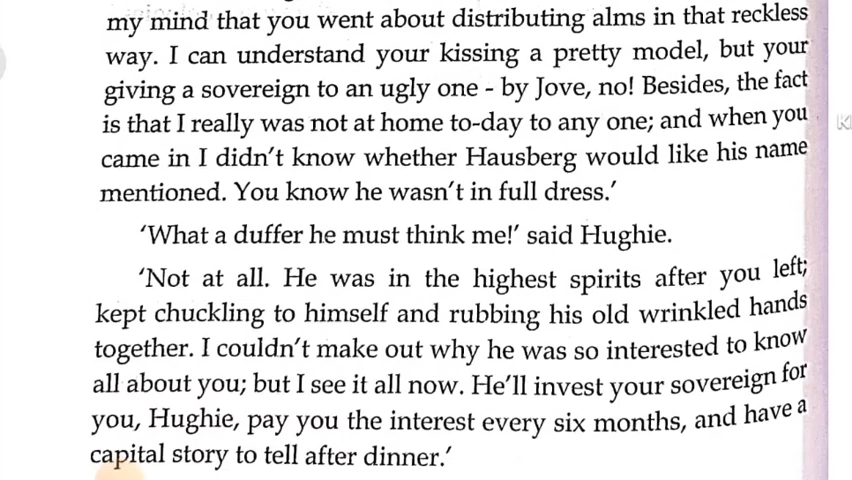 my mind that you went about distributing alms in that reckless
way. I can understand your kissing a pretty model, but your
giving a sovereign to an ugly one - by Jove, no! Besides, the fact
is that I really was not at home to-day to any one; and when you
came in I didn't know whether Hausberg would like his name
mentioned. You know he wasn't in full dress.'
'What a duffer he must think me!' said Hughie.
'Not at all. He was in the highest spirits after you left;
kept chuckling to himself and rubbing his old wrinkled hands
together. I couldn't make out why he was so interested to know
all about you; but I see it all now. He'll invest your sovereign for
you, Hughie, pay you the interest every six months, and have a
capital story to tell after dinner.'